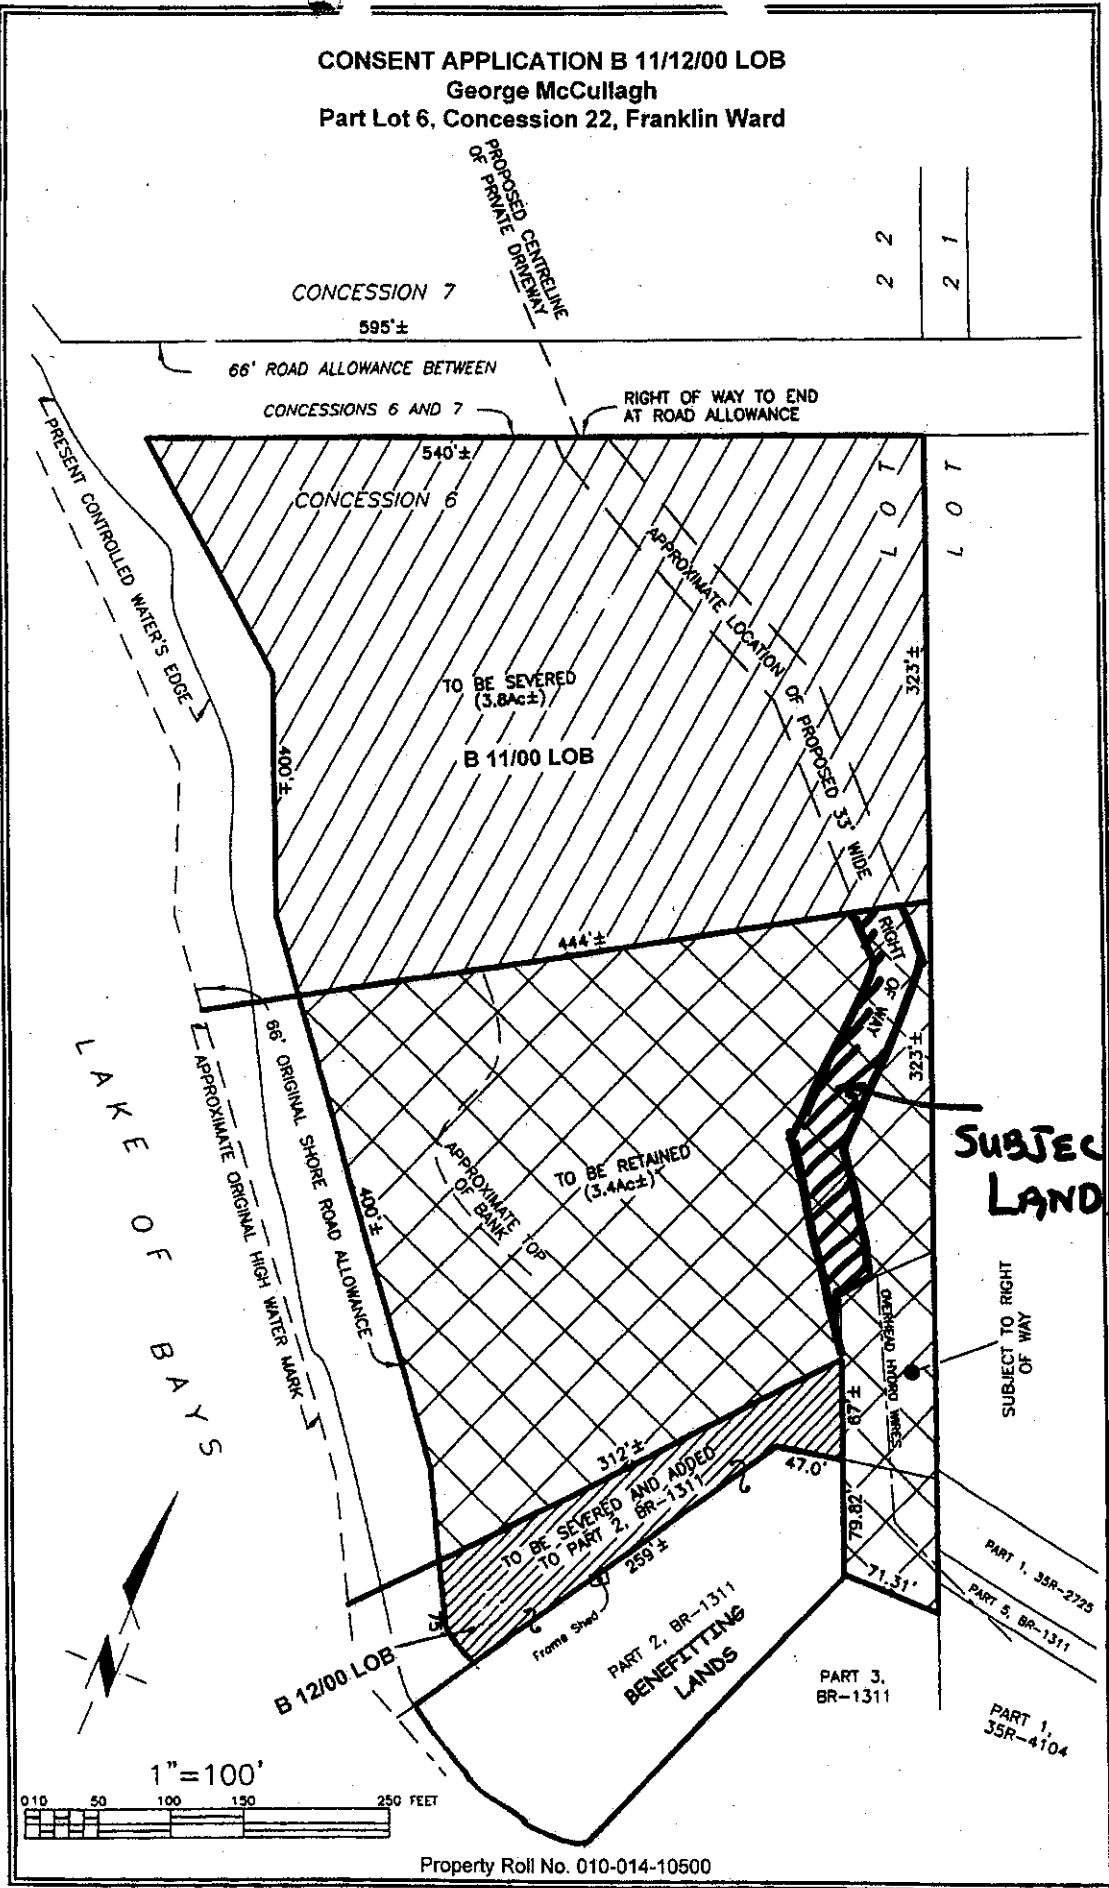 CONSENT APPLICATION B 11/12/00 LOB
George McCullagh
Part Lot 6, Concession 22, Franklin Ward
PROPOSED CENTRELINE
OF PRIVATE DRIVEWAY
22
21
CONCESSION 7
595'±
66' ROAD ALLOWANCE BETWEEN
CONCESSIONS 6 AND 7
RIGHT OF WAY TO END
AT ROAD ALLOWANCE
540'±
CONCESSION 6
LOT
LOT
PRESENT CONTROLLED WATER'S EDGE
APPROXIMATE LOCATION OF PROPOSED 33' WIDE
RIGHT OF WAY
TO BE SEVERED
(3.8Ac±)
B 11/00 LOB
323'±
400'±
444'±
66' ORIGINAL SHORE ROAD ALLOWANCE
APPROXIMATE ORIGINAL HIGH WATER MARK
LAKE OF BAYS
323'±
SUBJEC
LAND
APPROXIMATE TOP
OF BANK
TO BE RETAINED
(3.4Ac±)
400'±
OVERHEAD HYDRO WIRES
SUBJECT TO RIGHT
OF WAY
67'±
312'±
TO BE SEVERED AND ADDED
TO PART 2, BR-1311
47.0'
79.82'
259'±
71.31'
75'
Frame Shed
B 12/00 LOB
PART 2, BR-1311
BENEFITTING
LANDS
PART 1, 35R-2725
PART 5, BR-1311
PART 3,
BR-1311
PART 1,
35R-4104
1"=100'
010 50 100 150 250 FEET
Property Roll No. 010-014-10500